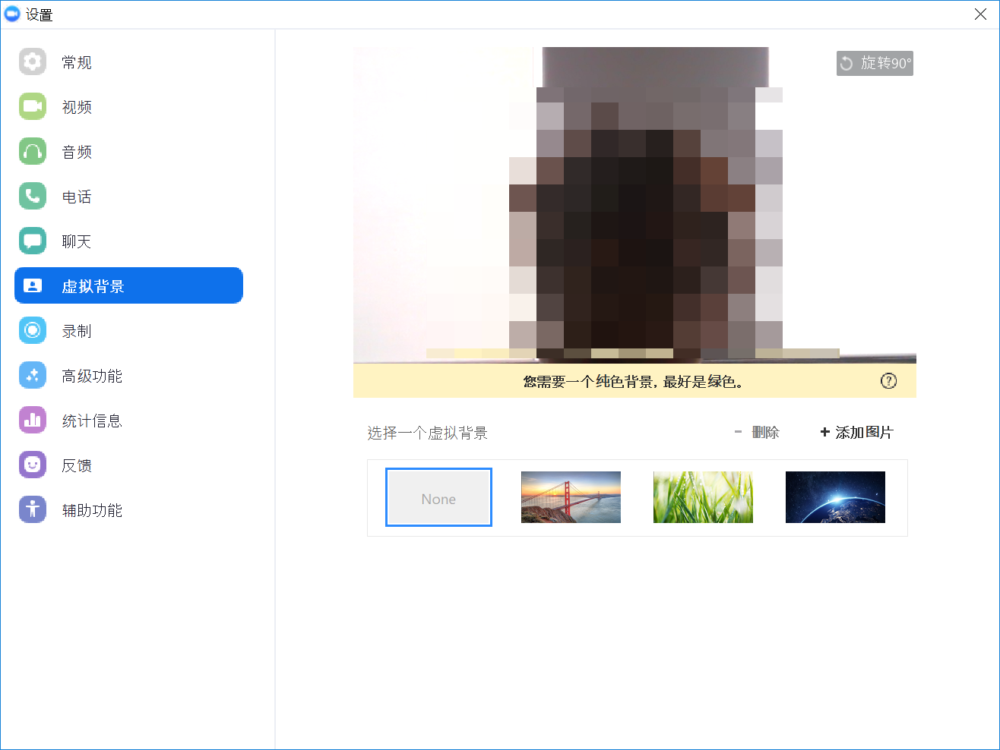 设置
常规
视频
音频
电话
聊天
虚拟背景
录制
高级功能
统计信息
反馈
辅助功能
旋转90°
您需要一个纯色背景, 最好是绿色。
选择一个虚拟背景
- 删除
+ 添加图片
None